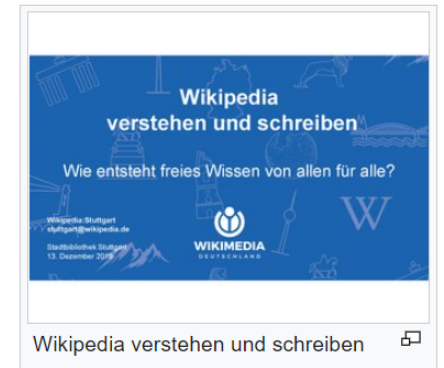 Wikipedia
verstehen und schreiben
Wie entsteht freies Wissen von allen für alle?
Wikipedia:Stuttgart
stuttgart@wikipedia.de
Stadtbibliothek Stuttgart
13. Dezember 2019
W
WIKIMEDIA
DEUTSCHLAND
Wikipedia verstehen und schreiben